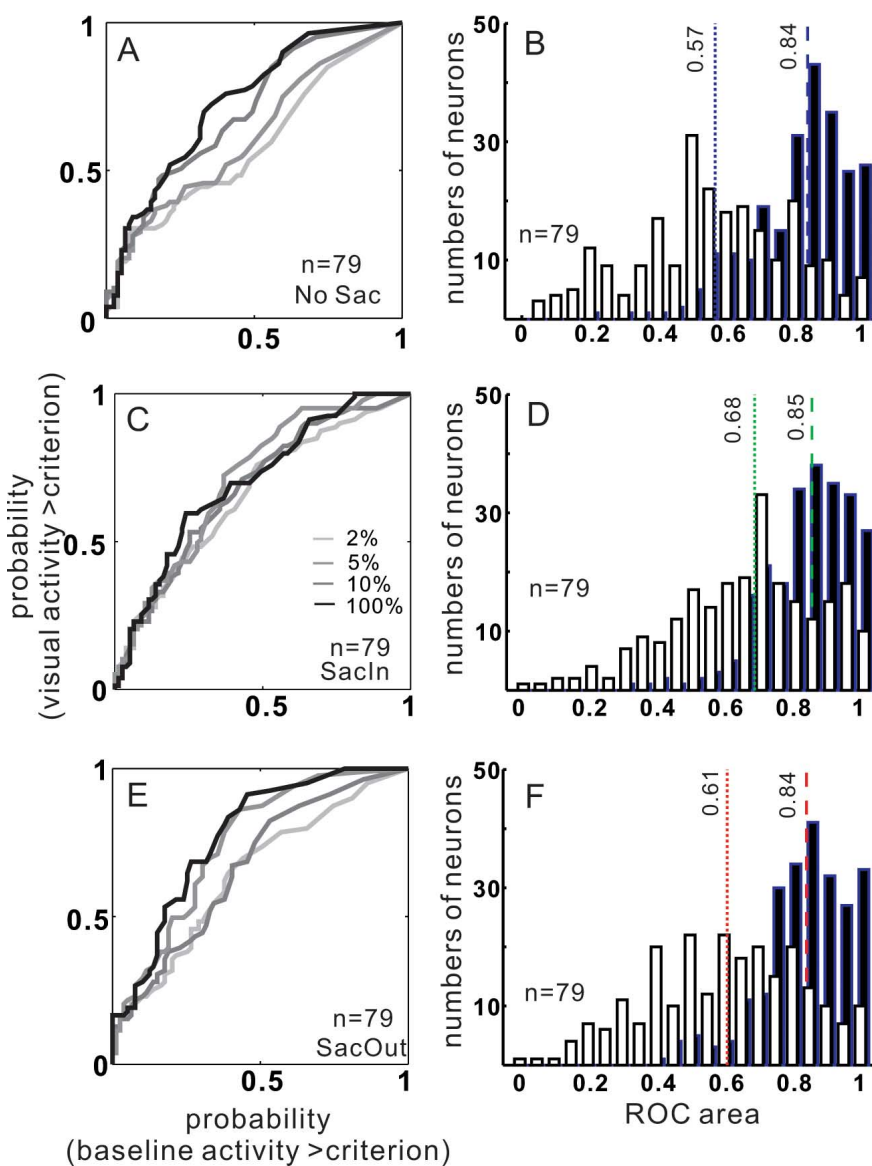 A
1
0.5
0
0.5
1
n=79
No Sac
B
numbers of neurons
50
30
10
0.57
0.84
n=79
0
0.2
0.4
0.6
0.8
1
C
probability
(visual activity >criterion)
1
0.5
0
0.5
1
2%
5%
10%
100%
n=79
SacIn
D
numbers of neurons
50
30
10
0.68
0.85
n=79
0
0.2
0.4
0.6
0.8
1
E
1
0.5
0
0.5
1
n=79
SacOut
probability
(baseline activity >criterion)
F
numbers of neurons
50
30
10
0.61
0.84
n=79
0
0.2
0.4
0.6
0.8
1
ROC area